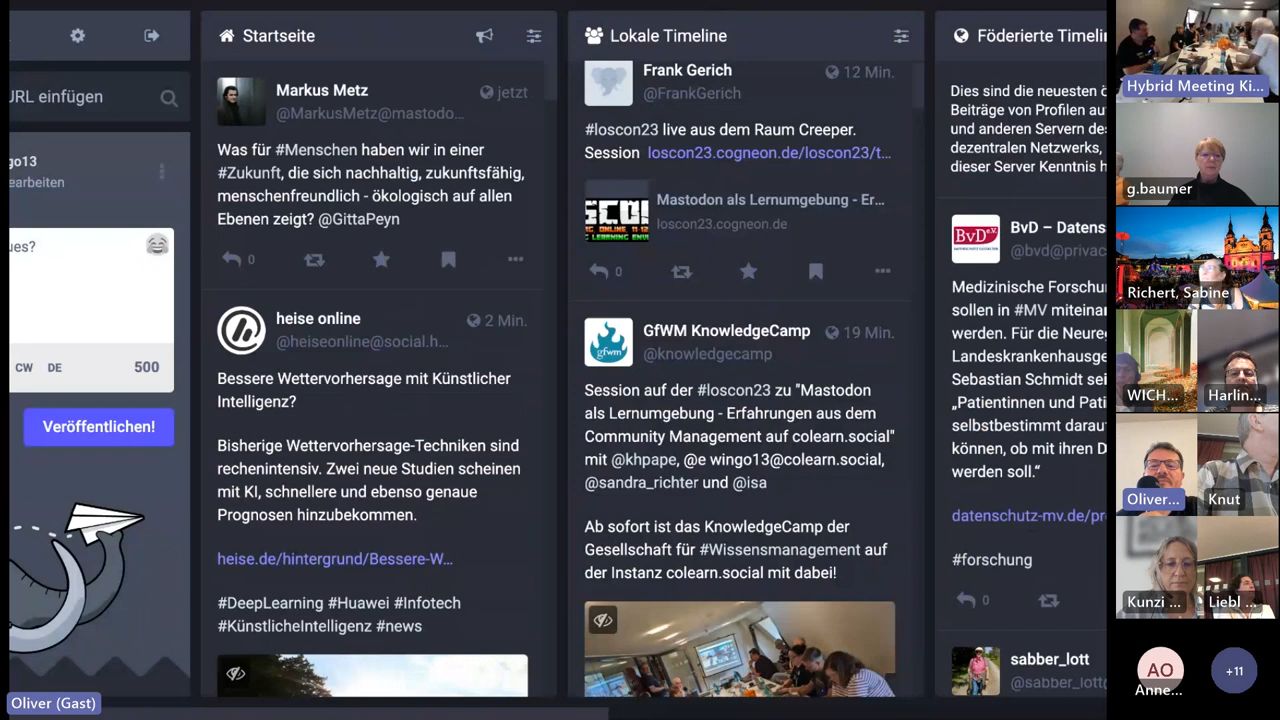 URL einfügen
ngo13
earbeiten
ues?
CW DE 500
Veröffentlichen!
Oliver (Gast)
Startseite
Markus Metz
jetzt
@MarkusMetz@mastodo...
Was für #Menschen haben wir in einer
#Zukunft, die sich nachhaltig, zukunftsfähig,
menschenfreundlich - ökologisch auf allen
Ebenen zeigt? @GittaPeyn
0
heise online
2 Min.
@heiseonline@social.h...
Bessere Wettervorhersage mit Künstlicher
Intelligenz?
Bisherige Wettervorhersage-Techniken sind
rechenintensiv. Zwei neue Studien scheinen
mit KI, schnellere und ebenso genaue
Prognosen hinzubekommen.
heise.de/hintergrund/Bessere-W...
#DeepLearning #Huawei #Infotech
#KünstlicheIntelligenz #news
Lokale Timeline
Frank Gerich
12 Min.
@FrankGerich
#loscon23 live aus dem Raum Creeper.
Session loscon23.cogneon.de/loscon23/t...
Mastodon als Lernumgebung - Er...
loscon23.cogneon.de
0
GfWM KnowledgeCamp
19 Min.
@knowledgecamp
gfwm
Session auf der #loscon23 zu "Mastodon
als Lernumgebung - Erfahrungen aus dem
Community Management auf colearn.social"
mit @khpape, @e wingo13@colearn.social,
@sandra_richter und @isa
Ab sofort ist das KnowledgeCamp der
Gesellschaft für #Wissensmanagement auf
der Instanz colearn.social mit dabei!
Föderierte Timelin
Dies sind die neuesten ö
Beiträge von Profilen au
und anderen Servern des
dezentralen Netzwerks,
dieser Server Kenntnis h
BvD e.V.
BvD – Datens
@bvd@privac
Medizinische Forschun
sollen in #MV miteinan
werden. Für die Neureg
Landeskrankenhausge
Sebastian Schmidt sei
„Patientinnen und Pati
selbstbestimmt darau
können, ob mit ihren D
werden soll.“
datenschutz-mv.de/pr
#forschung
0
sabber_lott
@sabber_lott@
Hybrid Meeting Ki...
g.baumer
Richert, Sabine
WICH...
Harlin...
Oliver...
Knut
Kunzi ...
Liebl ...
AO
Anne...
+11